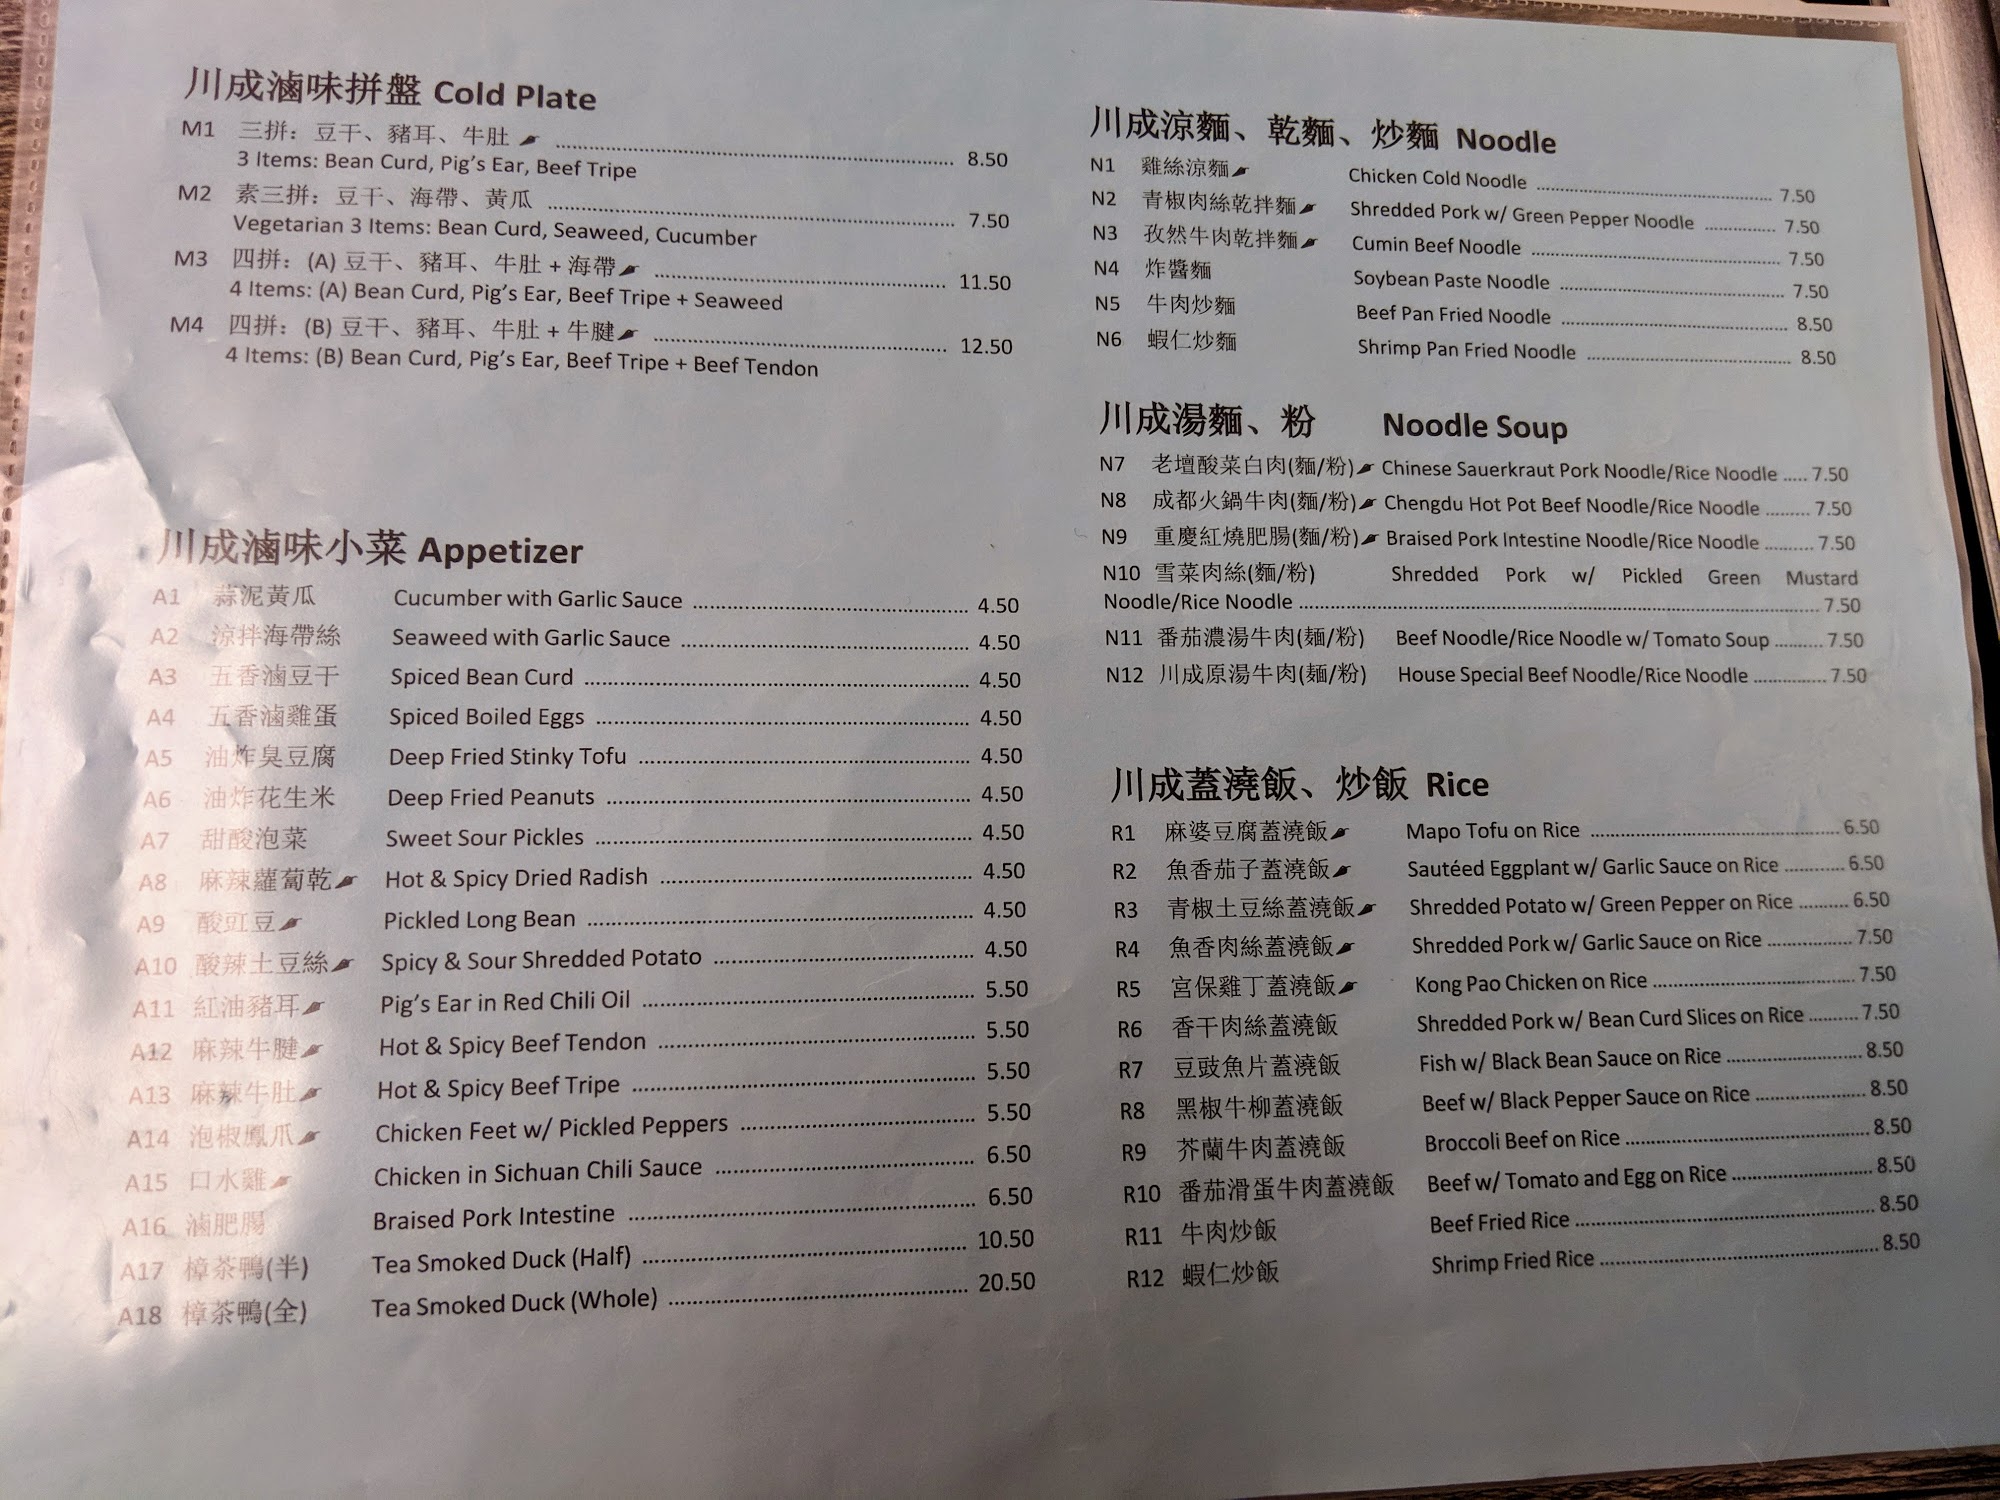 川成滷味拼盤 Cold Plate
M1 三拼：豆干、豬耳、牛肚 8.50
3 Items: Bean Curd, Pig's Ear, Beef Tripe
M2 素三拼：豆干、海帶、黃瓜 7.50
Vegetarian 3 Items: Bean Curd, Seaweed, Cucumber
M3 四拼：(A) 豆干、豬耳、牛肚 + 海帶 11.50
4 Items: (A) Bean Curd, Pig's Ear, Beef Tripe + Seaweed
M4 四拼：(B) 豆干、豬耳、牛肚 + 牛腱 12.50
4 Items: (B) Bean Curd, Pig's Ear, Beef Tripe + Beef Tendon
川成滷味小菜 Appetizer
A1 蒜泥黃瓜 Cucumber with Garlic Sauce 4.50
A2 涼拌海帶絲 Seaweed with Garlic Sauce 4.50
A3 五香滷豆干 Spiced Bean Curd 4.50
A4 五香滷雞蛋 Spiced Boiled Eggs 4.50
A5 油炸臭豆腐 Deep Fried Stinky Tofu 4.50
A6 油炸花生米 Deep Fried Peanuts 4.50
A7 甜酸泡菜 Sweet Sour Pickles 4.50
A8 麻辣蘿蔔乾 Hot & Spicy Dried Radish 4.50
A9 酸豇豆 Pickled Long Bean 4.50
A10 酸辣土豆絲 Spicy & Sour Shredded Potato 4.50
A11 紅油豬耳 Pig's Ear in Red Chili Oil 5.50
A12 麻辣牛腱 Hot & Spicy Beef Tendon 5.50
A13 麻辣牛肚 Hot & Spicy Beef Tripe 5.50
A14 泡椒鳳爪 Chicken Feet w/ Pickled Peppers 5.50
A15 口水雞 Chicken in Sichuan Chili Sauce 6.50
A16 滷肥腸 Braised Pork Intestine 6.50
A17 樟茶鴨(半) Tea Smoked Duck (Half) 10.50
A18 樟茶鴨(全) Tea Smoked Duck (Whole) 20.50
川成涼麵、乾麵、炒麵 Noodle
N1 雞絲涼麵 Chicken Cold Noodle 7.50
N2 青椒肉絲乾拌麵 Shredded Pork w/ Green Pepper Noodle 7.50
N3 孜然牛肉乾拌麵 Cumin Beef Noodle 7.50
N4 炸醬麵 Soybean Paste Noodle 7.50
N5 牛肉炒麵 Beef Pan Fried Noodle 8.50
N6 蝦仁炒麵 Shrimp Pan Fried Noodle 8.50
川成湯麵、粉 Noodle Soup
N7 老壇酸菜白肉(麵/粉) Chinese Sauerkraut Pork Noodle/Rice Noodle 7.50
N8 成都火鍋牛肉(麵/粉) Chengdu Hot Pot Beef Noodle/Rice Noodle 7.50
N9 重慶紅燒肥腸(麵/粉) Braised Pork Intestine Noodle/Rice Noodle 7.50
N10 雪菜肉絲(麵/粉) Shredded Pork w/ Pickled Green Mustard
Noodle/Rice Noodle 7.50
N11 番茄濃湯牛肉(麵/粉) Beef Noodle/Rice Noodle w/ Tomato Soup 7.50
N12 川成原湯牛肉(麵/粉) House Special Beef Noodle/Rice Noodle 7.50
川成蓋澆飯、炒飯 Rice
R1 麻婆豆腐蓋澆飯 Mapo Tofu on Rice 6.50
R2 魚香茄子蓋澆飯 Sautéed Eggplant w/ Garlic Sauce on Rice 6.50
R3 青椒土豆絲蓋澆飯 Shredded Potato w/ Green Pepper on Rice 6.50
R4 魚香肉絲蓋澆飯 Shredded Pork w/ Garlic Sauce on Rice 7.50
R5 宮保雞丁蓋澆飯 Kong Pao Chicken on Rice 7.50
R6 香干肉絲蓋澆飯 Shredded Pork w/ Bean Curd Slices on Rice 7.50
R7 豆豉魚片蓋澆飯 Fish w/ Black Bean Sauce on Rice 8.50
R8 黑椒牛柳蓋澆飯 Beef w/ Black Pepper Sauce on Rice 8.50
R9 芥蘭牛肉蓋澆飯 Broccoli Beef on Rice 8.50
R10 番茄滑蛋牛肉蓋澆飯 Beef w/ Tomato and Egg on Rice 8.50
R11 牛肉炒飯 Beef Fried Rice 8.50
R12 蝦仁炒飯 Shrimp Fried Rice 8.50